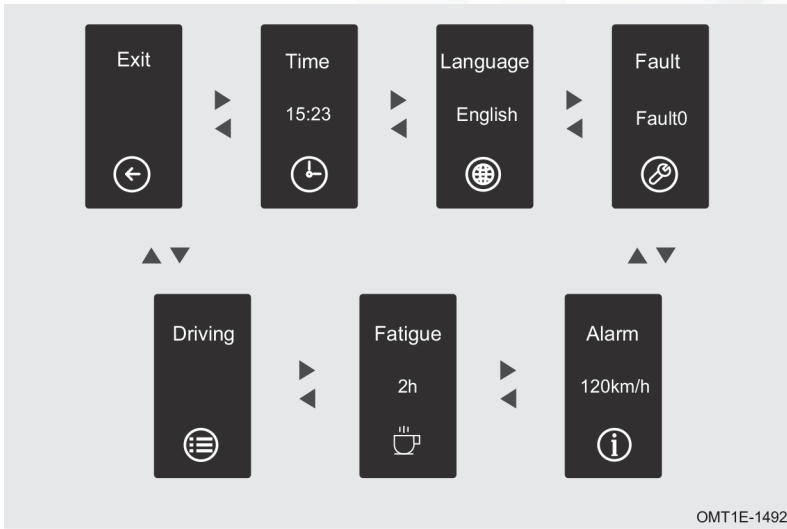 Exit
Time
15:23
Language
English
Fault
Fault0
Driving
Fatigue
2h
Alarm
120km/h
OMT1E-1492